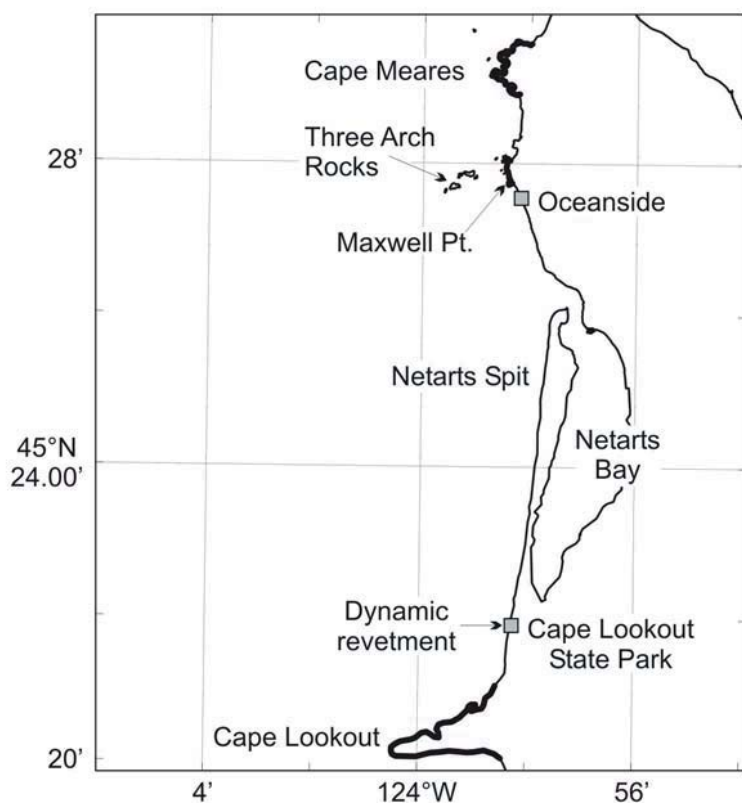 Cape Meares
Three Arch
Rocks
28’
Oceanside
Maxwell Pt.
Netarts Spit
45°N
24.00’
Netarts
Bay
Dynamic
revetment
Cape Lookout
State Park
Cape Lookout
20’
4’
124°W
56’